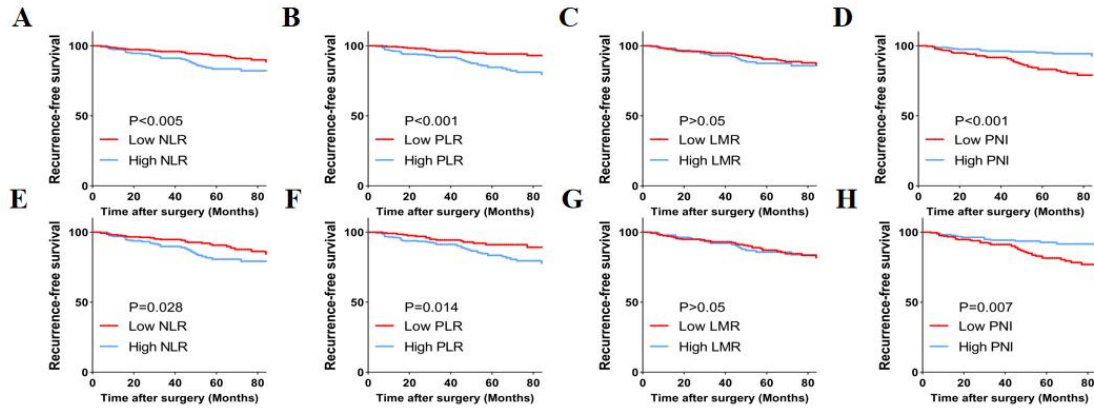 A
Recurrence-free survival
100
50
0
P<0.005
Low NLR
High NLR
0 20 40 60 80
Time after surgery (Months)
B
Recurrence-free survival
100
50
0
P<0.001
Low PLR
High PLR
0 20 40 60 80
Time after surgery (Months)
C
Recurrence-free survival
100
50
0
P>0.05
Low LMR
High LMR
0 20 40 60 80
Time after surgery (Months)
D
Recurrence-free survival
100
50
0
P<0.001
Low PNI
High PNI
0 20 40 60 80
Time after surgery (Months)
E
Recurrence-free survival
100
50
0
P=0.028
Low NLR
High NLR
0 20 40 60 80
Time after surgery (Months)
F
Recurrence-free survival
100
50
0
P=0.014
Low PLR
High PLR
0 20 40 60 80
Time after surgery (Months)
G
Recurrence-free survival
100
50
0
P>0.05
Low LMR
High LMR
0 20 40 60 80
Time after surgery (Months)
H
Recurrence-free survival
100
50
0
P=0.007
Low PNI
High PNI
0 20 40 60 80
Time after surgery (Months)